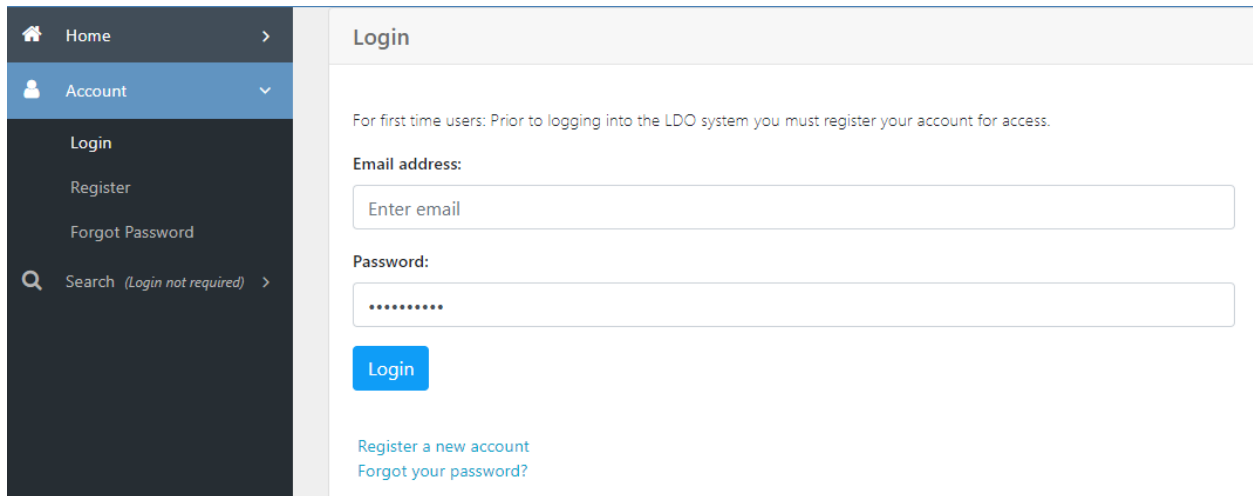 Home
Account
Login
Register
Forgot Password
Search (Login not required)
Login
For first time users: Prior to logging into the LDO system you must register your account for access.
Email address:
Enter email
Password:
••••••••••
Login
Register a new account
Forgot your password?